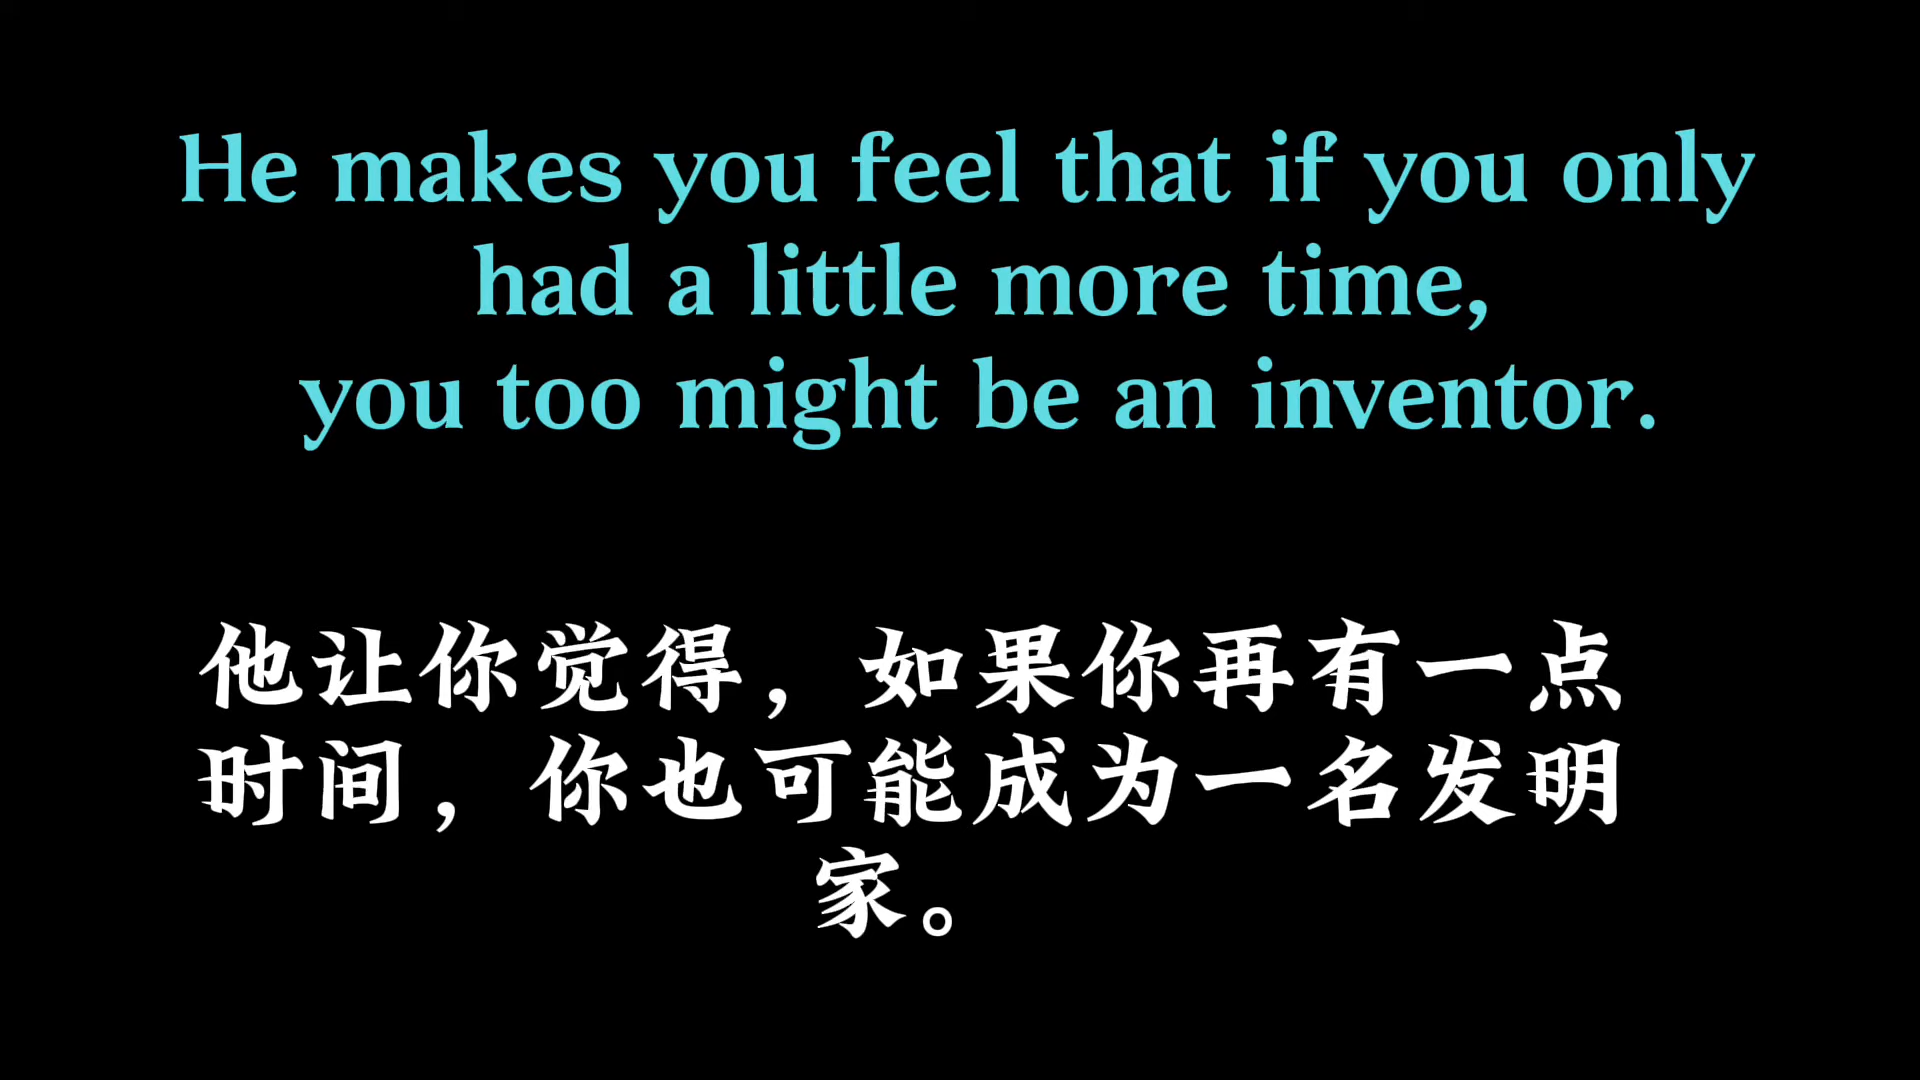 He makes you feel that if you only
had a little more time,
you too might be an inventor.
他让你觉得，如果你再有一点
时间，你也可能成为一名发明
家。